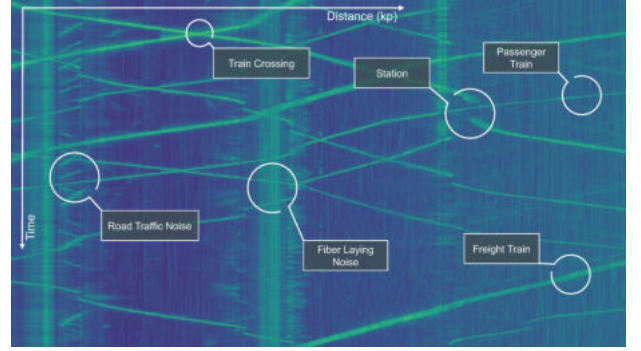 Distance (kp)
Train Crossing
Station
Passenger
Train
Road Traffic Noise
Fiber Laying
Noise
Freight Train
Time